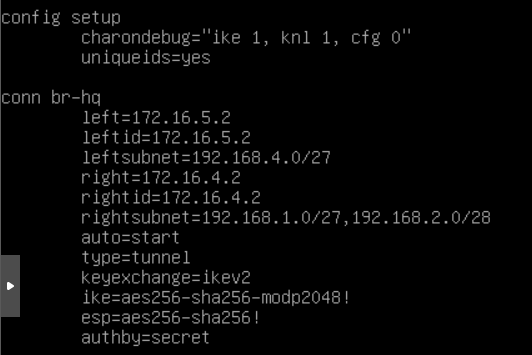 config setup
        charondebug="ike 1, knl 1, cfg 0"
        uniqueids=yes

conn br-hq
        left=172.16.5.2
        leftid=172.16.5.2
        leftsubnet=192.168.4.0/27
        right=172.16.4.2
        rightid=172.16.4.2
        rightsubnet=192.168.1.0/27,192.168.2.0/28
        auto=start
        type=tunnel
        keyexchange=ikev2
        ike=aes256-sha256-modp2048!
        esp=aes256-sha256!
        authby=secret